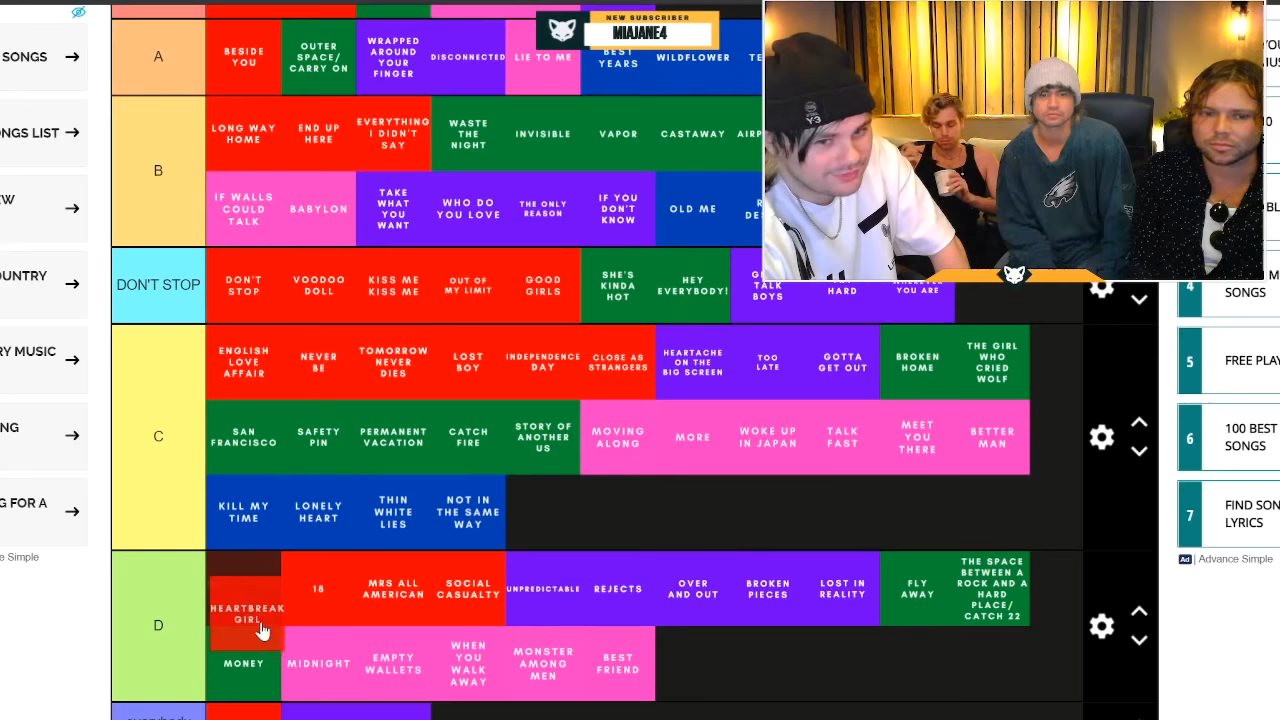 SONGS →
NGS LIST →
W →
OUNTRY →
RY MUSIC →
NG →
G FOR A →
e Simple
NEW SUBSCRIBER
MIAJANE4
A
BESIDE
YOU
OUTER
SPACE/
CARRY ON
WRAPPED
AROUND
YOUR
FINGER
DISCONNECTED
LIE TO ME
BEST
YEARS
WILDFLOWER
TE
B
LONG WAY
HOME
END UP
HERE
EVERYTHING
I DIDN'T
SAY
WASTE
THE
NIGHT
INVISIBLE
VAPOR
CASTAWAY
AIRP
IF WALLS
COULD
TALK
BABYLON
TAKE
WHAT
YOU
WANT
WHO DO
YOU LOVE
THE ONLY
REASON
IF YOU
DON'T
KNOW
OLD ME
DON'T STOP
DON'T
STOP
VOODOO
DOLL
KISS ME
KISS ME
OUT OF
MY LIMIT
GOOD
GIRLS
SHE'S
KINDA
HOT
HEY
EVERYBODY!
TALK
BOYS
HARD
YOU ARE
C
ENGLISH
LOVE
AFFAIR
NEVER
BE
TOMORROW
NEVER
DIES
LOST
BOY
INDEPENDENCE
DAY
CLOSE AS
STRANGERS
HEARTACHE
ON THE
BIG SCREEN
TOO
LATE
GOTTA
GET OUT
BROKEN
HOME
THE GIRL
WHO
CRIED
WOLF
SAN
FRANCISCO
SAFETY
PIN
PERMANENT
VACATION
CATCH
FIRE
STORY OF
ANOTHER
US
MOVING
ALONG
MORE
WOKE UP
IN JAPAN
TALK
FAST
MEET
YOU
THERE
BETTER
MAN
KILL MY
TIME
LONELY
HEART
THIN
WHITE
LIES
NOT IN
THE SAME
WAY
D
HEARTBREAK
GIRL
18
MRS ALL
AMERICAN
SOCIAL
CASUALTY
UNPREDICTABLE
REJECTS
OVER
AND OUT
BROKEN
PIECES
LOST IN
REALITY
FLY
AWAY
THE SPACE
BETWEEN A
ROCK AND A
HARD
PLACE/
CATCH 22
MONEY
MIDNIGHT
EMPTY
WALLETS
WHEN
YOU
WALK
AWAY
MONSTER
AMONG
MEN
BEST
FRIEND
everybody
Y-3
4
SONGS
5
FREE PLAY
6
100 BEST
SONGS
7
FIND SON
LYRICS
Ad | Advance Simple